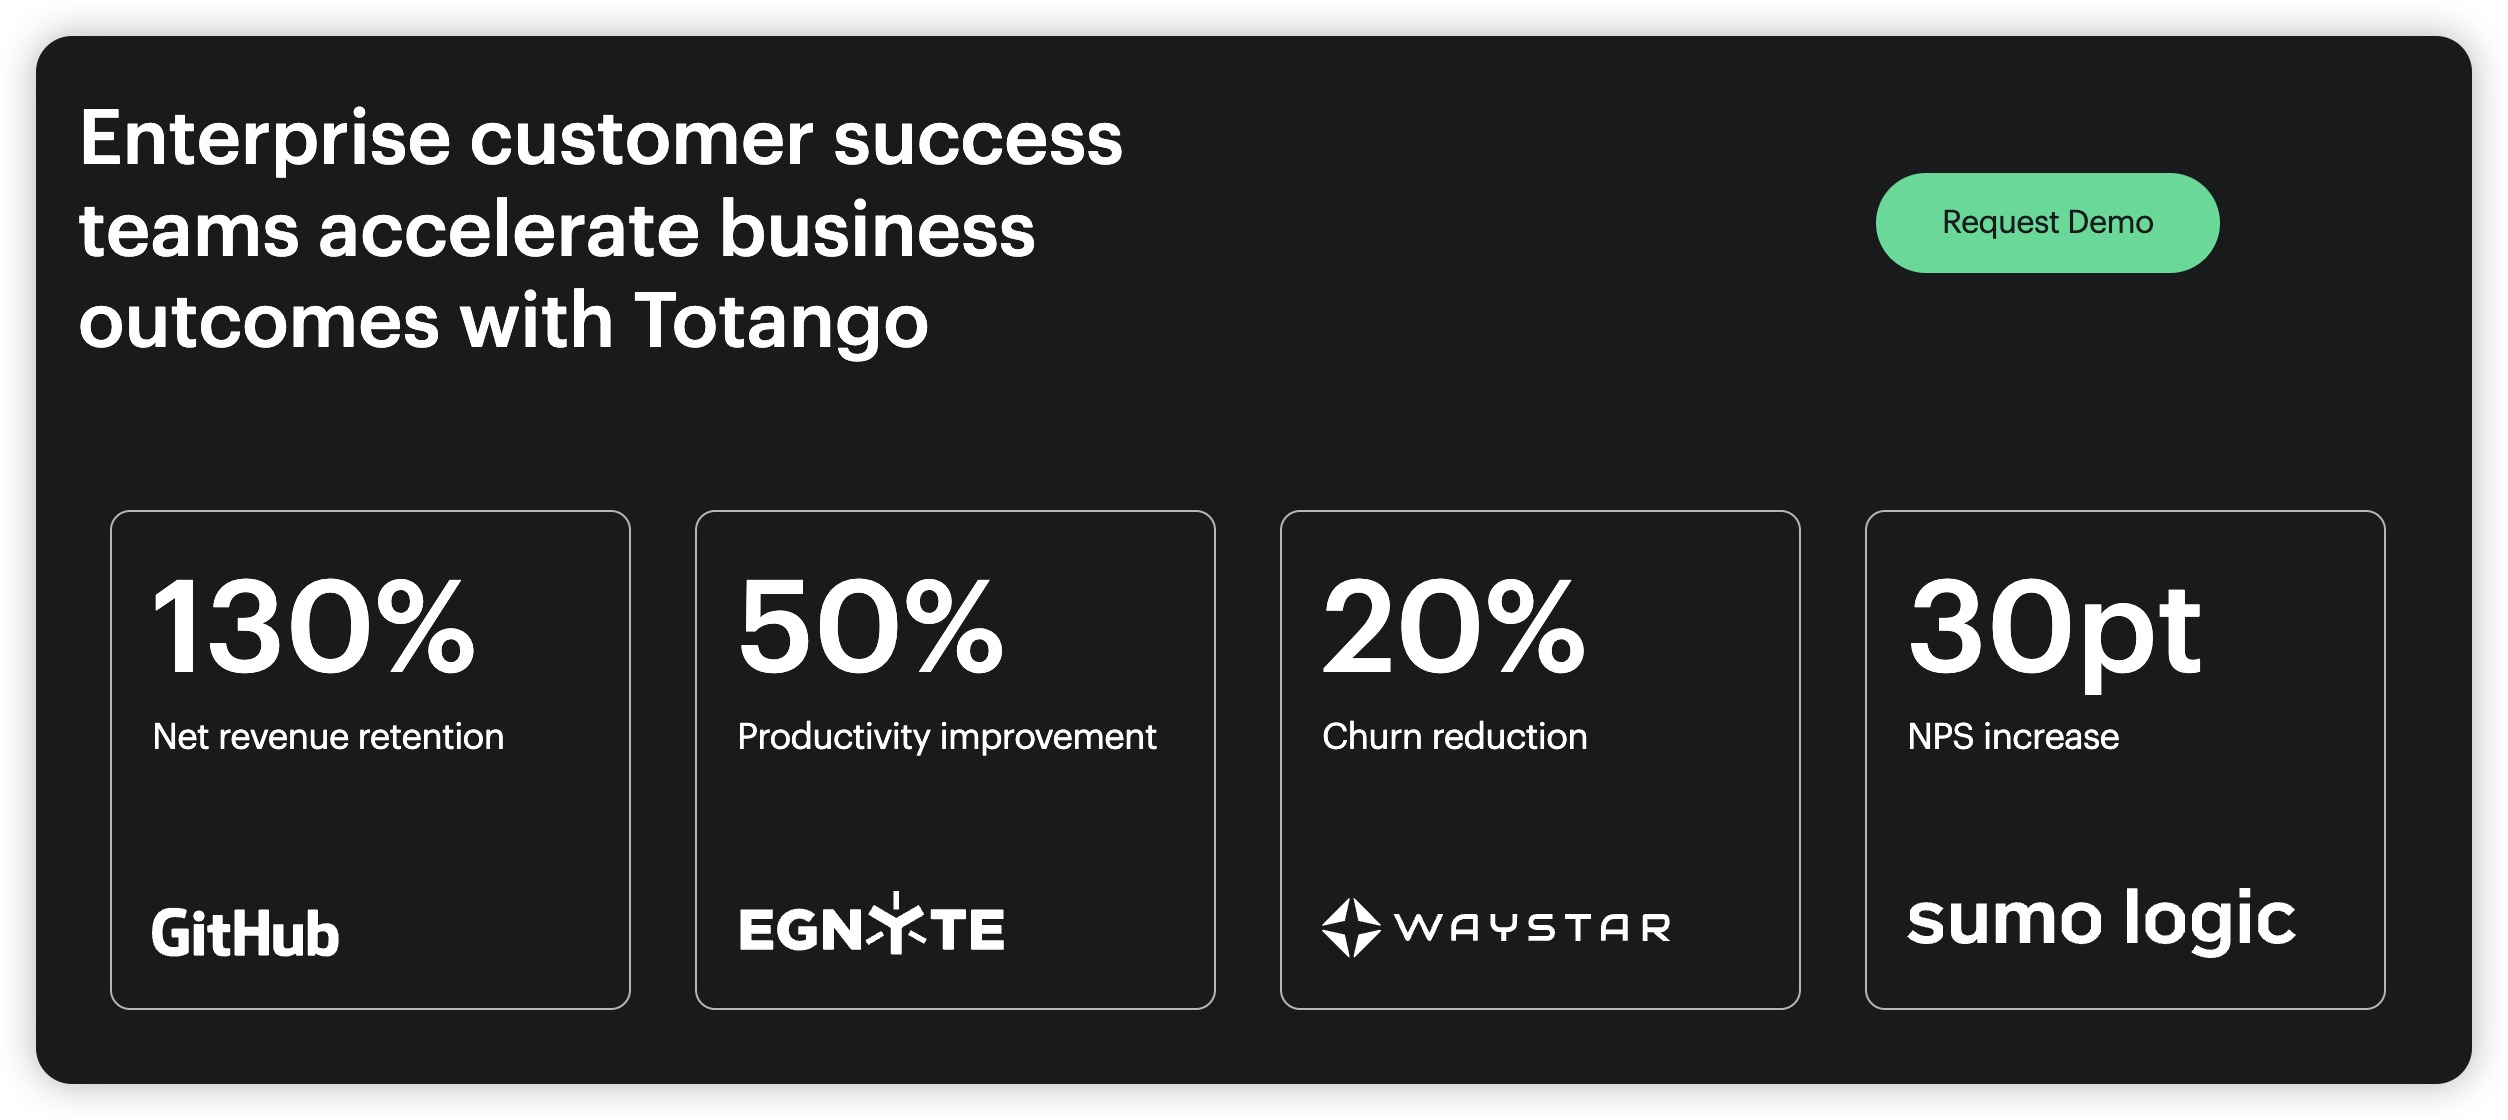 Enterprise customer success
teams accelerate business
outcomes with Totango
Request Demo
130%
Net revenue retention
GitHub
50%
Productivity improvement
EGNYTE
20%
Churn reduction
WAYSTAR
30pt
NPS increase
sumo logic